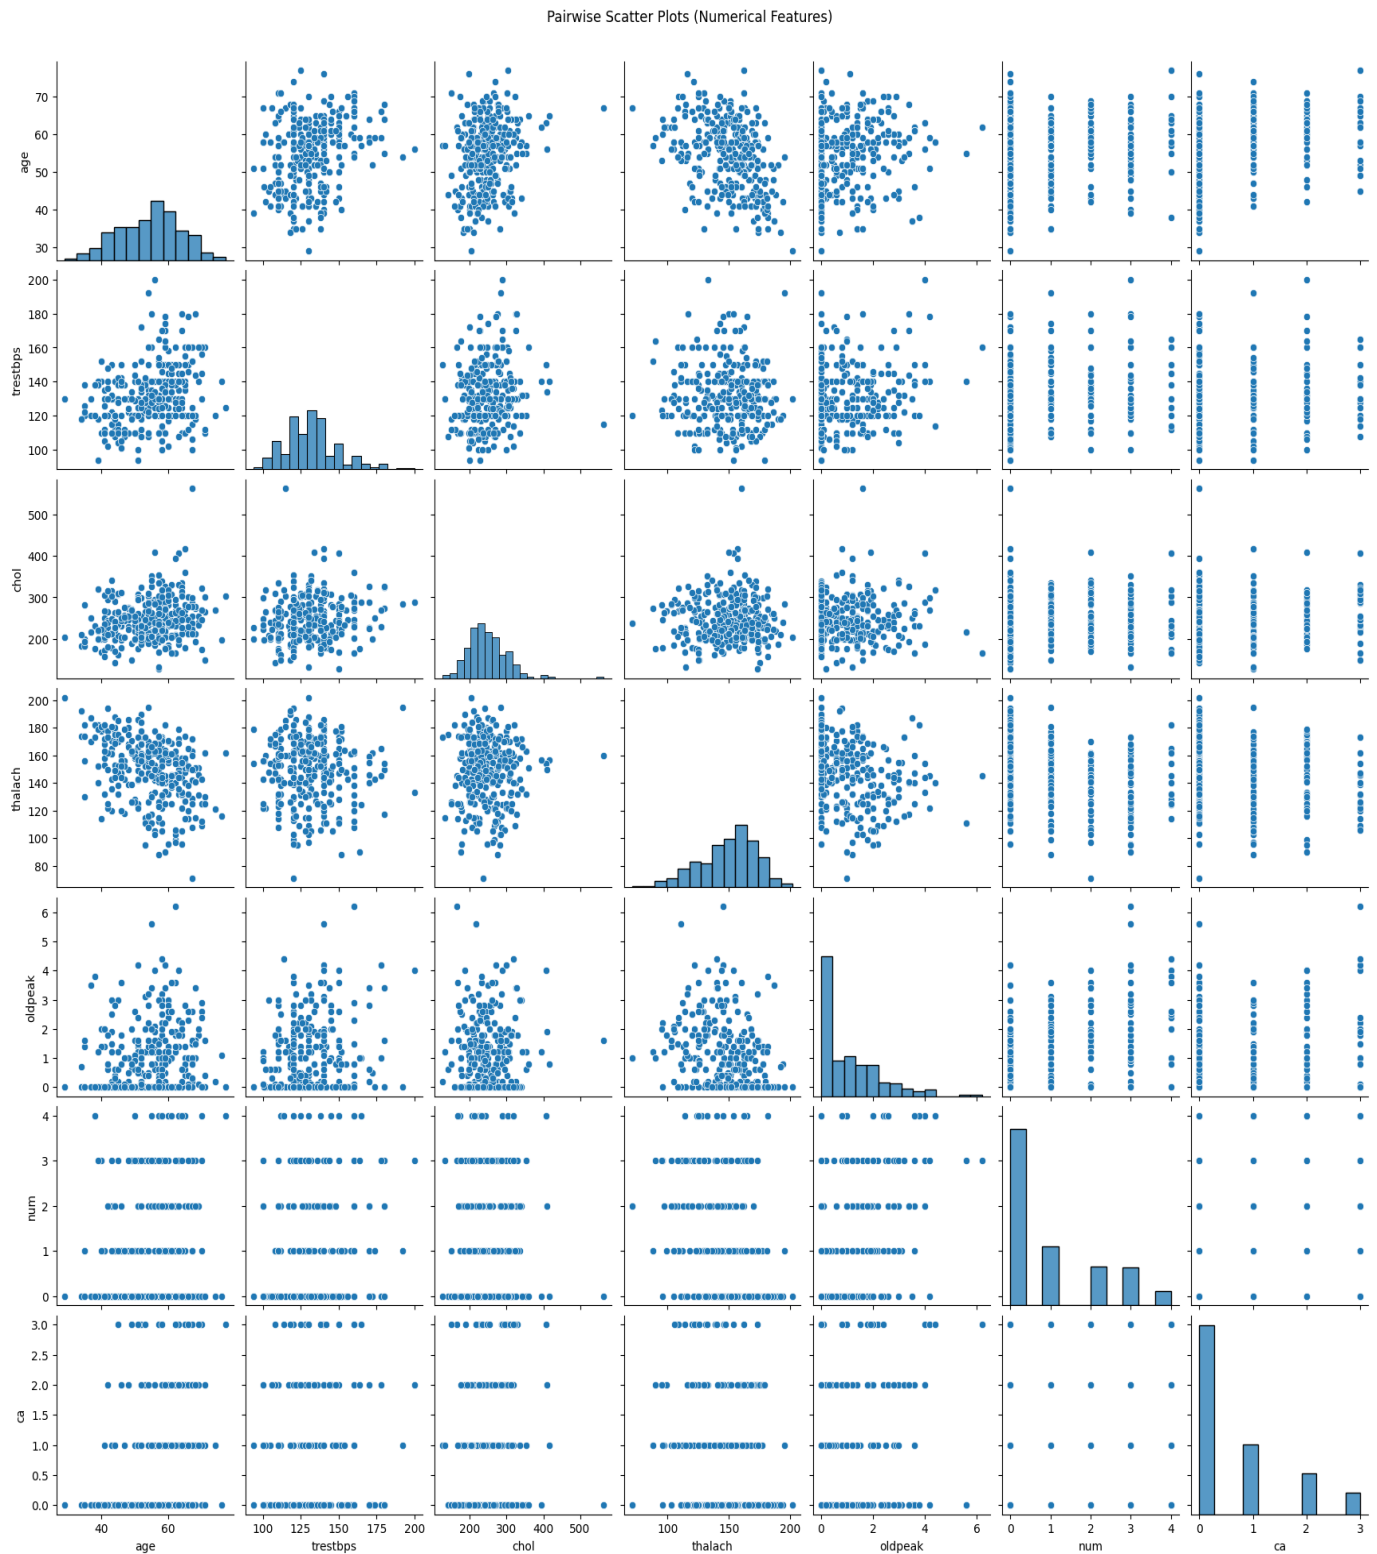 Pairwise Scatter Plots (Numerical Features)
70
60
50
40
30
age
200
180
160
140
120
100
trestbps
500
400
300
200
chol
200
180
160
140
120
100
80
thalach
6
5
4
3
2
1
0
oldpeak
4
3
2
1
0
num
3.0
2.5
2.0
1.5
1.0
0.5
0.0
ca
40 60
100 125 150 175 200
200 300 400 500
100 150 200
0 2 4 6
0 1 2 3 4
0 1 2 3
age trestbps chol thalach oldpeak num ca